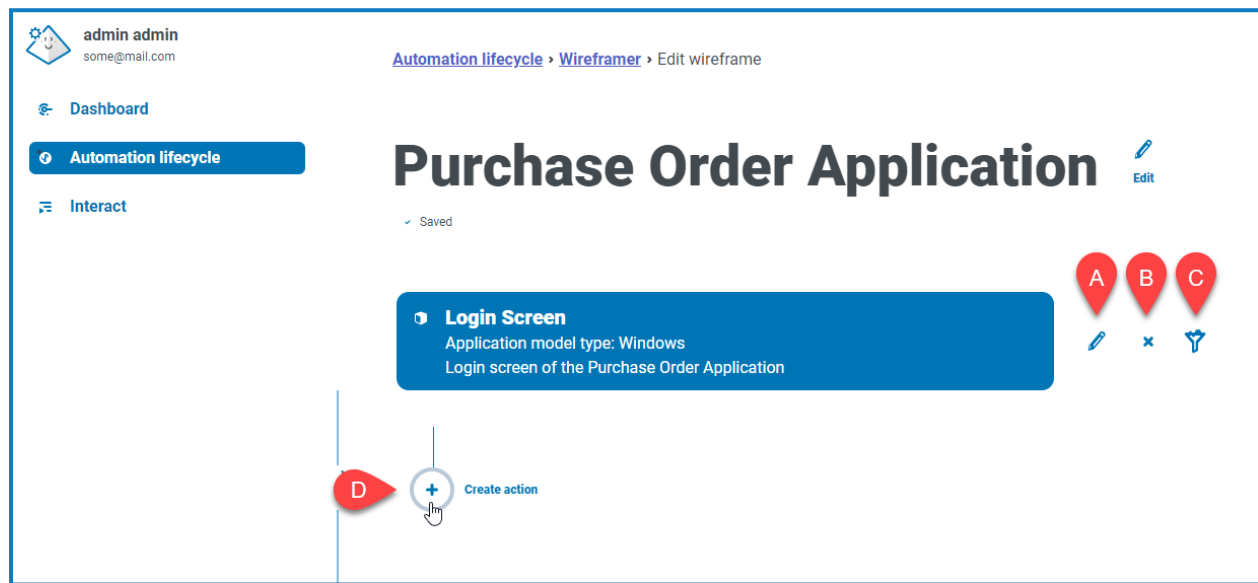 admin admin
some@mail.com
Automation lifecycle › Wireframer › Edit wireframe
Dashboard
Automation lifecycle
Interact
Purchase Order Application
Edit
Saved
A B C
Login Screen
Application model type: Windows
Login screen of the Purchase Order Application
D
Create action